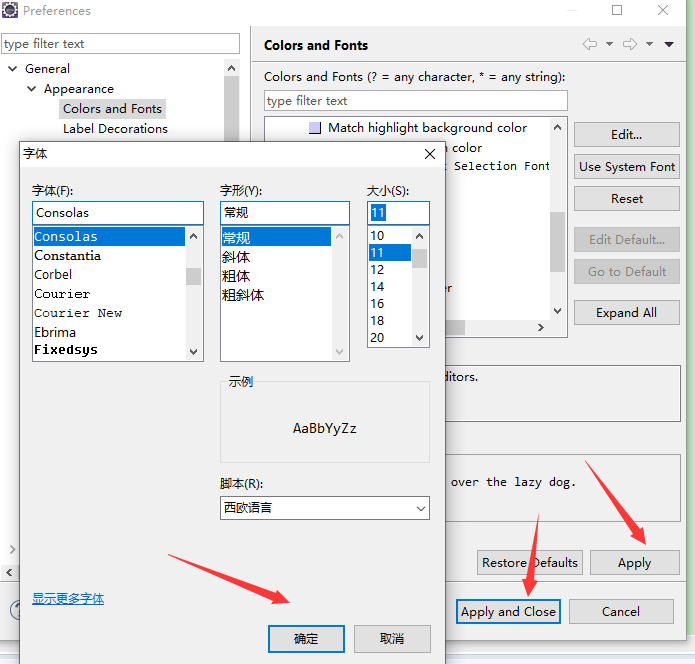 Preferences
type filter text
General
Appearance
Colors and Fonts
Label Decorations
Colors and Fonts
Colors and Fonts (? = any character, * = any string):
type filter text
Match highlight background color
color
Selection Font
Edit...
Use System Font
Reset
Edit Default...
Go to Default
Expand All
ditors.
over the lazy dog.
Restore Defaults
Apply
Apply and Close
Cancel
字体
字体(F):
Consolas
Consolas
Constantia
Corbel
Courier
Courier New
Ebrima
Fixedsys
字形(Y):
常规
常规
斜体
粗体
粗斜体
大小(S):
11
10
11
12
14
16
18
20
示例
AaBbYyZz
脚本(R):
西欧语言
显示更多字体
确定
取消